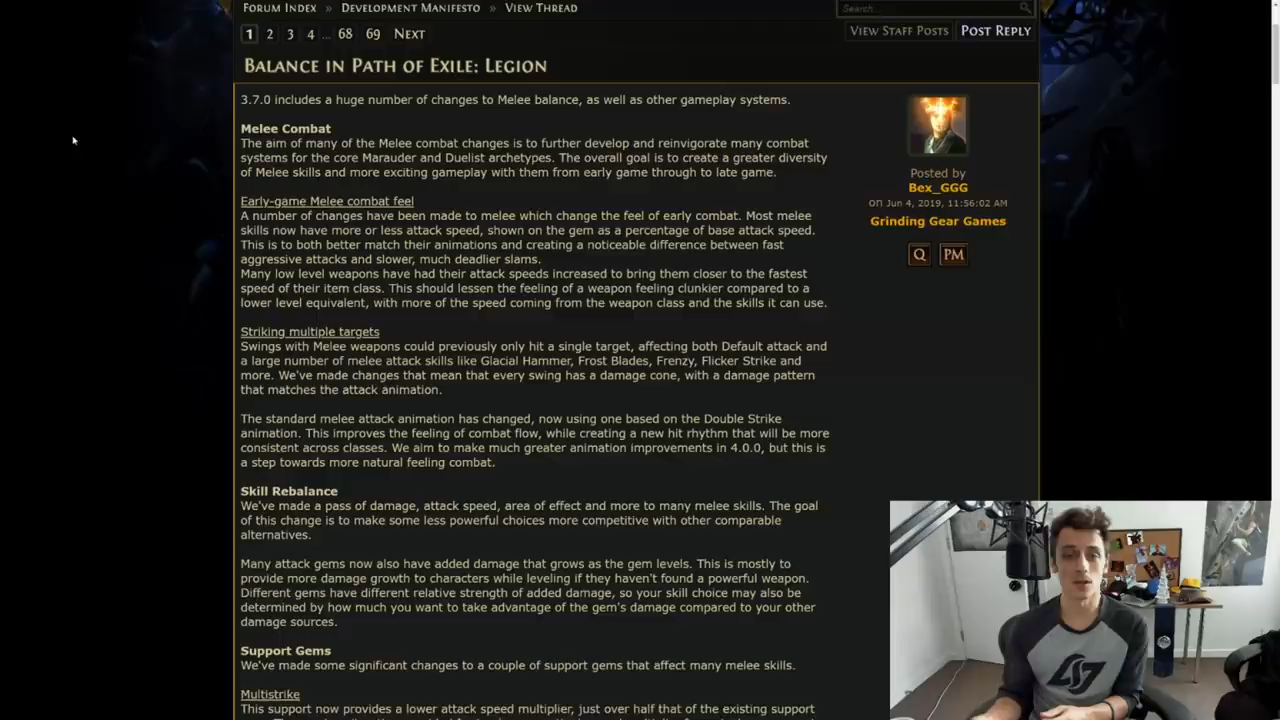 Forum Index » Development Manifesto » View Thread
Search...
1 2 3 4 ... 68 69 Next
View Staff Posts Post Reply
Balance in Path of Exile: Legion
3.7.0 includes a huge number of changes to Melee balance, as well as other gameplay systems.
Melee Combat
The aim of many of the Melee combat changes is to further develop and reinvigorate many combat
systems for the core Marauder and Duelist archetypes. The overall goal is to create a greater diversity
of Melee skills and more exciting gameplay with them from early game through to late game.
Early-game Melee combat feel
A number of changes have been made to melee which change the feel of early combat. Most melee
skills now have more or less attack speed, shown on the gem as a percentage of base attack speed.
This is to both better match their animations and creating a noticeable difference between fast
aggressive attacks and slower, much deadlier slams.
Many low level weapons have had their attack speeds increased to bring them closer to the fastest
speed of their item class. This should lessen the feeling of a weapon feeling clunkier compared to a
lower level equivalent, with more of the speed coming from the weapon class and the skills it can use.
Striking multiple targets
Swings with Melee weapons could previously only hit a single target, affecting both Default attack and
a large number of melee attack skills like Glacial Hammer, Frost Blades, Frenzy, Flicker Strike and
more. We've made changes that mean that every swing has a damage cone, with a damage pattern
that matches the attack animation.
The standard melee attack animation has changed, now using one based on the Double Strike
animation. This improves the feeling of combat flow, while creating a new hit rhythm that will be more
consistent across classes. We aim to make much greater animation improvements in 4.0.0, but this is
a step towards more natural feeling combat.
Skill Rebalance
We've made a pass of damage, attack speed, area of effect and more to many melee skills. The goal
of this change is to make some less powerful choices more competitive with other comparable
alternatives.
Many attack gems now also have added damage that grows as the gem levels. This is mostly to
provide more damage growth to characters while leveling if they haven't found a powerful weapon.
Different gems have different relative strength of added damage, so your skill choice may also be
determined by how much you want to take advantage of the gem's damage compared to your other
damage sources.
Support Gems
We've made some significant changes to a couple of support gems that affect many melee skills.
Multistrike
This support now provides a lower attack speed multiplier, just over half that of the existing support
Posted by
Bex_GGG
on Jun 4, 2019, 11:56:02 AM
Grinding Gear Games
Q PM